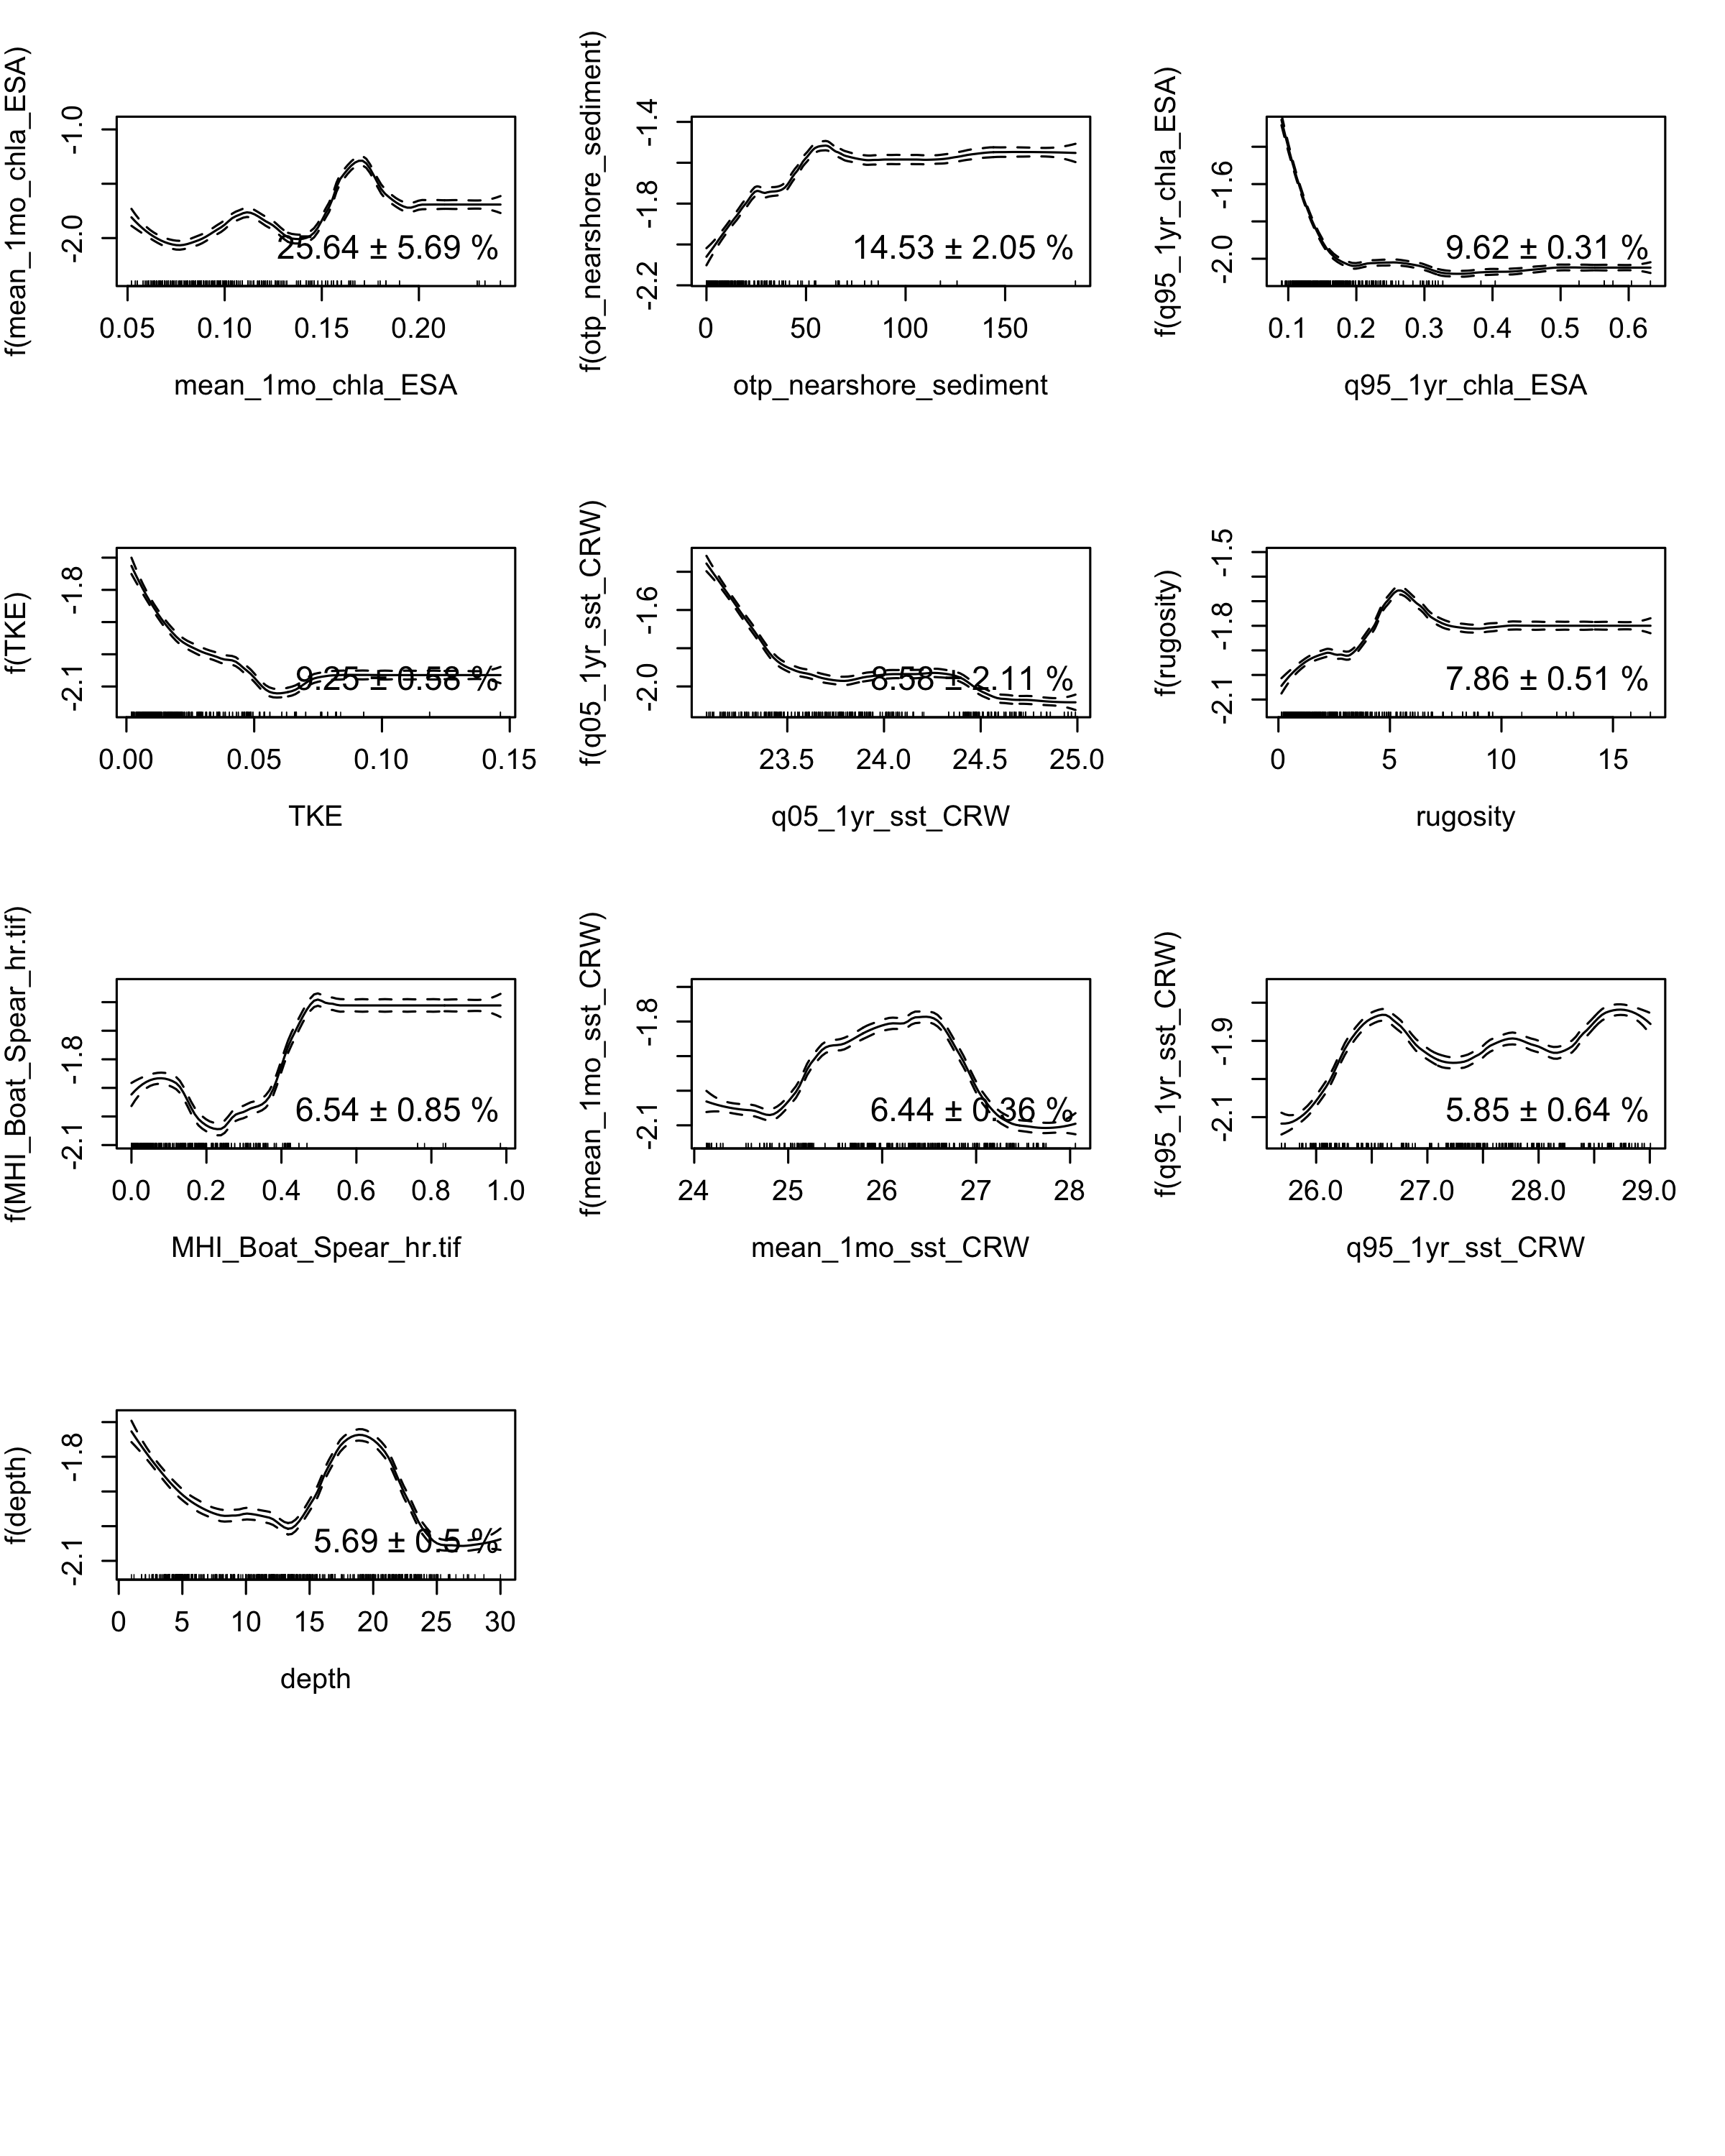 f(mean_1mo_chla_ESA)
-1.0
-2.0
25.64 ± 5.69 %
0.05 0.10 0.15 0.20
mean_1mo_chla_ESA
f(otp_nearshore_sediment)
-1.4
-1.8
-2.2
14.53 ± 2.05 %
0 50 100 150
otp_nearshore_sediment
f(q95_1yr_chla_ESA)
-1.6
-2.0
9.62 ± 0.31 %
0.1 0.2 0.3 0.4 0.5 0.6
q95_1yr_chla_ESA
f(TKE)
-1.8
-2.1
9.25 ± 0.58 %
0.00 0.05 0.10 0.15
TKE
f(q05_1yr_sst_CRW)
-1.6
-2.0
8.58 ± 2.11 %
23.5 24.0 24.5 25.0
q05_1yr_sst_CRW
f(rugosity)
-1.5
-1.8
-2.1
7.86 ± 0.51 %
0 5 10 15
rugosity
f(MHI_Boat_Spear_hr.tif)
-1.8
-2.1
6.54 ± 0.85 %
0.0 0.2 0.4 0.6 0.8 1.0
MHI_Boat_Spear_hr.tif
f(mean_1mo_sst_CRW)
-1.8
-2.1
6.44 ± 0.36 %
24 25 26 27 28
mean_1mo_sst_CRW
f(q95_1yr_sst_CRW)
-1.9
-2.1
5.85 ± 0.64 %
26.0 27.0 28.0 29.0
q95_1yr_sst_CRW
f(depth)
-1.8
-2.1
5.69 ± 0.5 %
0 5 10 15 20 25 30
depth